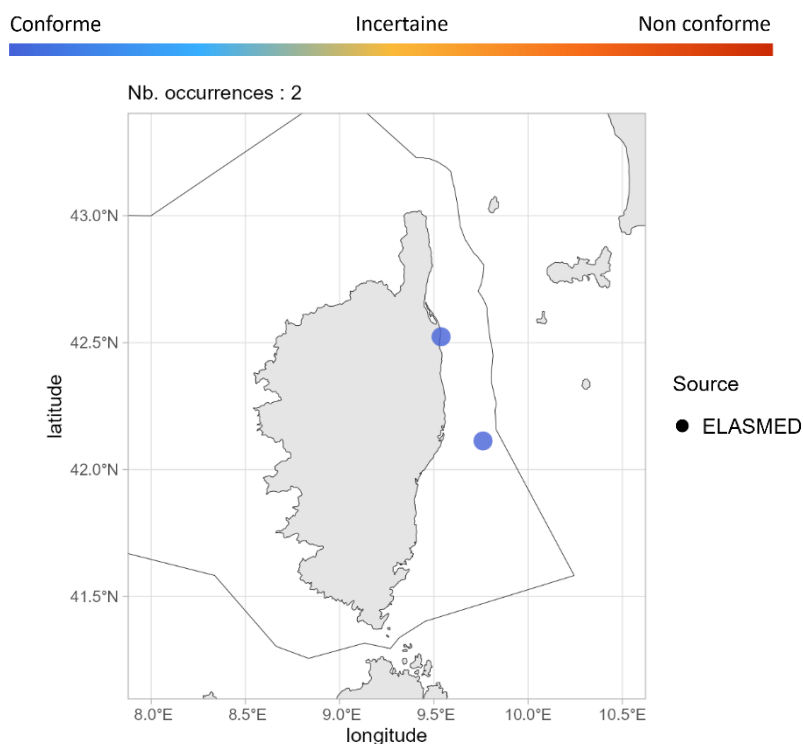 Conforme Incertaine Non conforme
Nb. occurrences : 2
43.0°N
42.5°N
42.0°N
41.5°N
latitude
8.0°E 8.5°E 9.0°E 9.5°E 10.0°E 10.5°E
longitude
Source
ELASMED